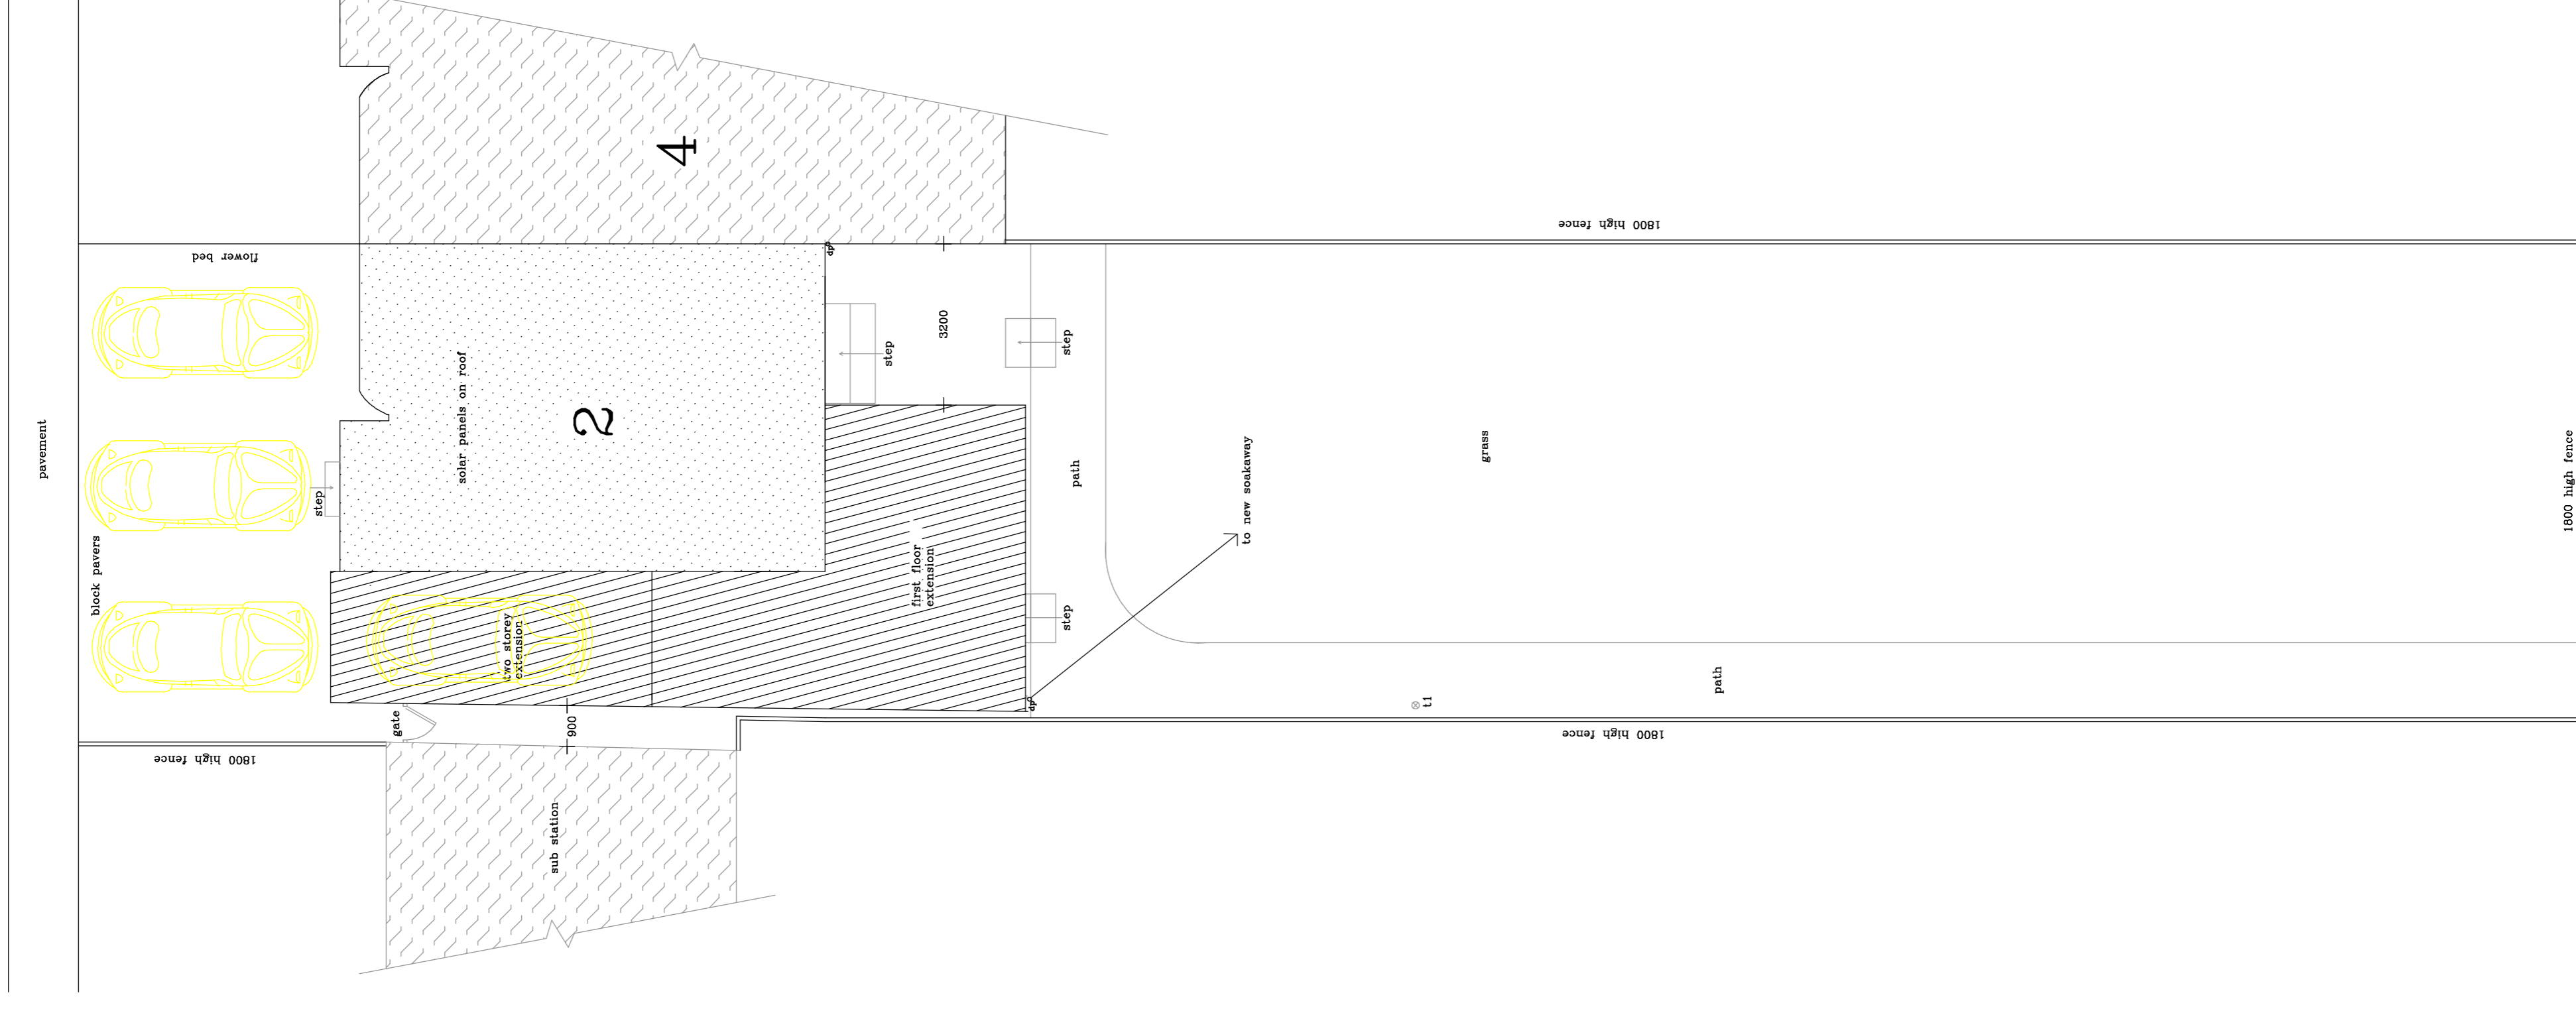 pavement
block pavers
flower bed
step
1800 high fence
gate
solar panels on roof
2
4
two storey
extension
900
sub station
dp
step
3200
first floor
extension
dp
step
step
path
to new soakaway
t1
grass
1800 high fence
1800 high fence
path
1800 high fence